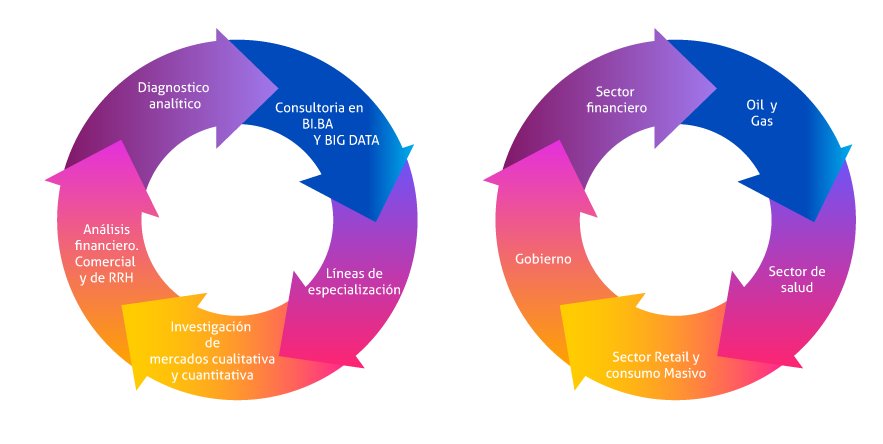 Diagnostico
analítico
Consultoria en
BI.BA
Y BIG DATA
Líneas de
especialización
Investigación
de
mercados cualitativa
y cuantitativa
Análisis
financiero.
Comercial
y de RRH
Sector
financiero
Oil y
Gas
Sector de
salud
Sector Retail y
consumo Masivo
Gobierno